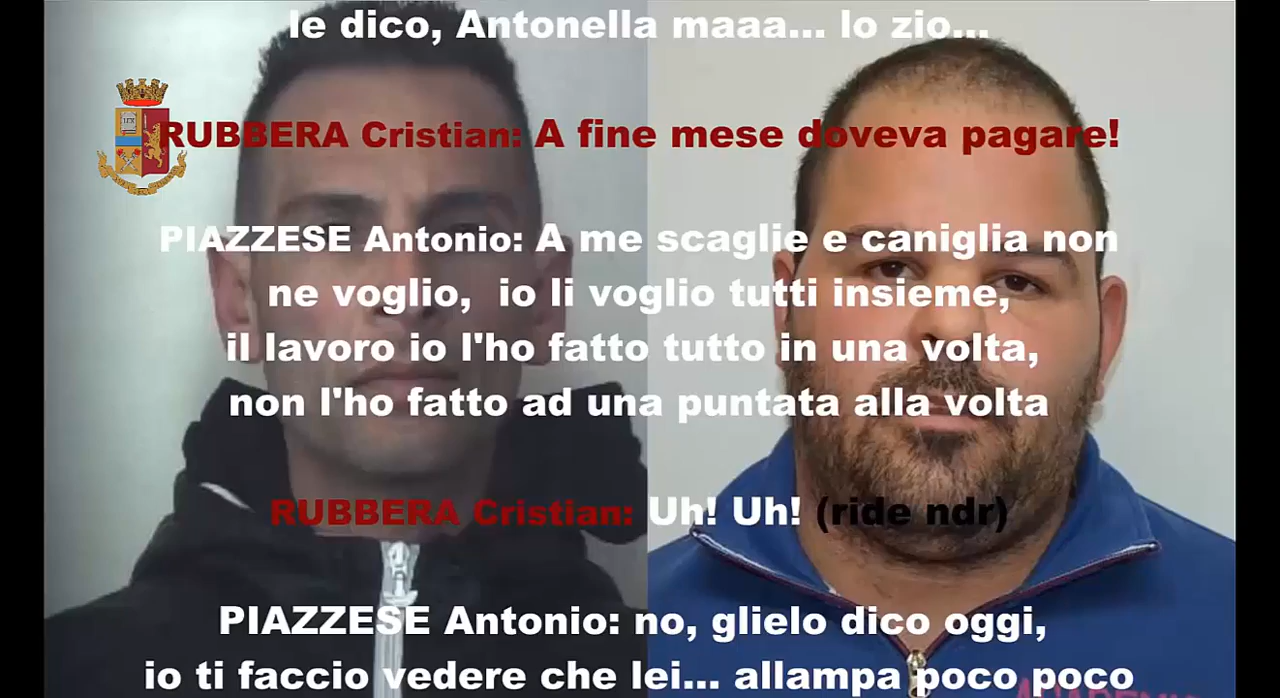 le dico, Antonella maaa... lo zio...
RUBBERA Cristian: A fine mese doveva pagare!
PIAZZESE Antonio: A me scaglie e caniglia non
ne voglio, io li voglio tutti insieme,
il lavoro io l'ho fatto tutto in una volta,
non l'ho fatto ad una puntata alla volta
RUBBERA Cristian: Uh! Uh! (ride ndr)
PIAZZESE Antonio: no, glielo dico oggi,
io ti faccio vedere che lei... allampa poco poco